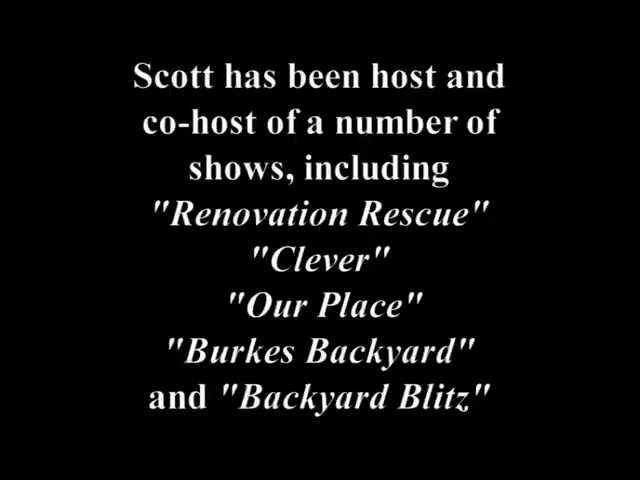 Scott has been host and
co-host of a number of
shows, including
"Renovation Rescue"
"Clever"
"Our Place"
"Burkes Backyard"
and "Backyard Blitz"